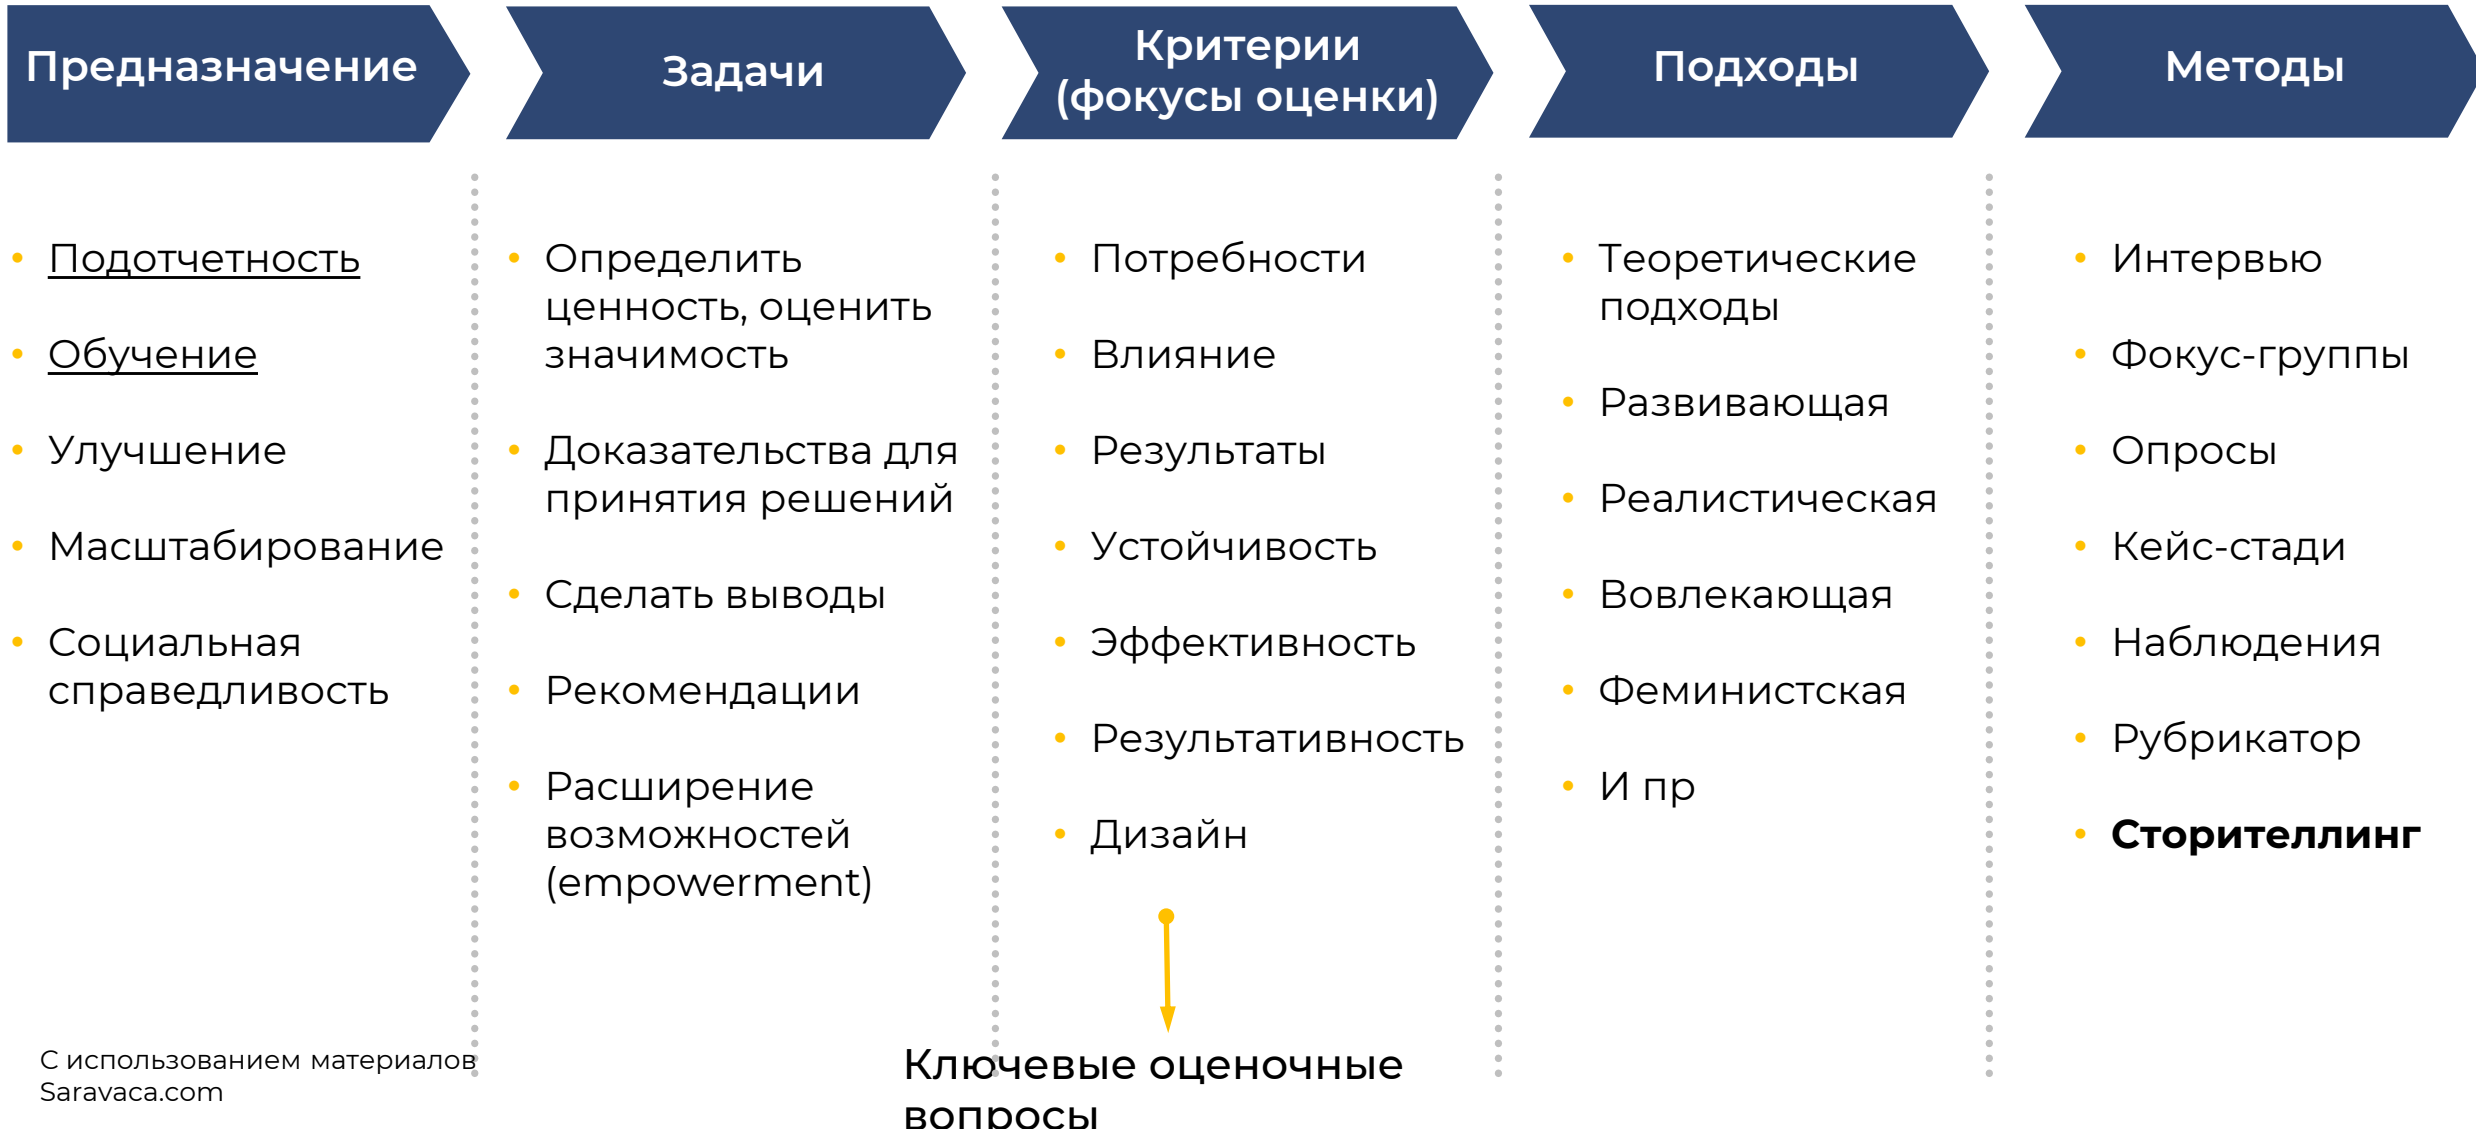 Предназначение
Задачи
Критерии
(фокусы оценки)
Подходы
Методы
• Подотчетность
• Обучение
• Улучшение
• Масштабирование
• Социальная
справедливость
• Определить
ценность, оценить
значимость
• Доказательства для
принятия решений
• Сделать выводы
• Рекомендации
• Расширение
возможностей
(empowerment)
• Потребности
• Влияние
• Результаты
• Устойчивость
• Эффективность
• Результативность
• Дизайн
Ключевые оценочные
вопросы
• Теоретические
подходы
• Развивающая
• Реалистическая
• Вовлекающая
• Феминистская
• И пр
• Интервью
• Фокус-группы
• Опросы
• Кейс-стади
• Наблюдения
• Рубрикатор
• Сторителлинг
С использованием материалов
Saravaca.com